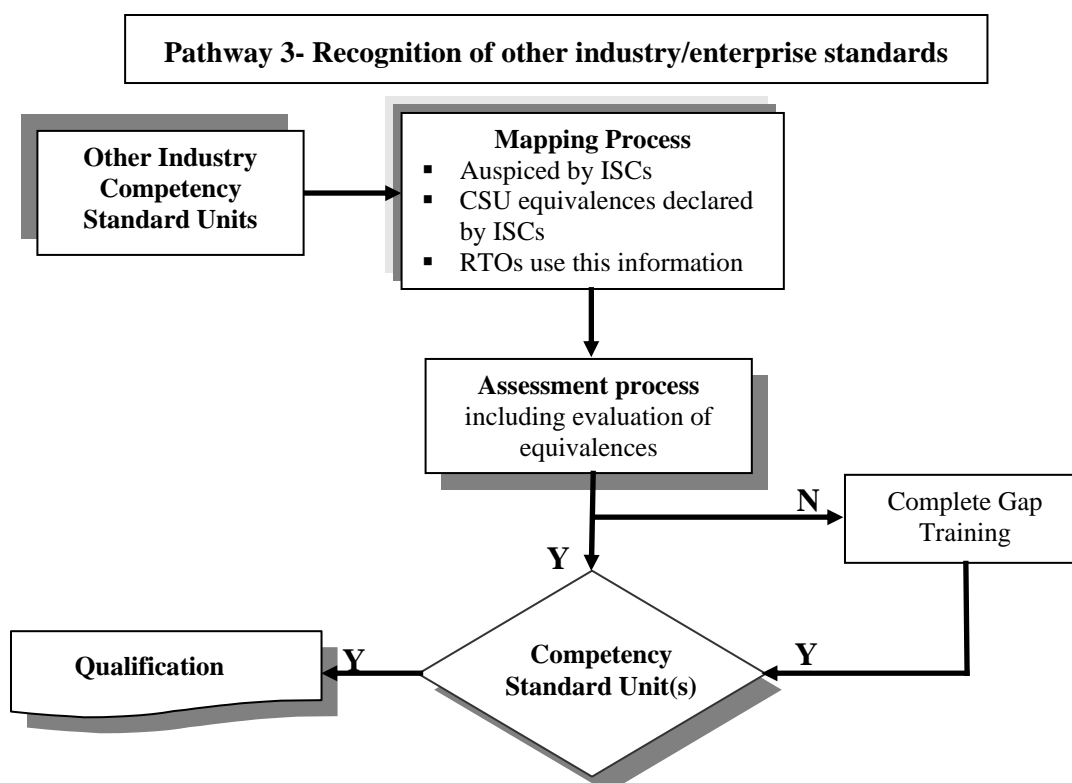 Pathway 3- Recognition of other industry/enterprise standards
Other Industry
Competency
Standard Units
Mapping Process
▪ Auspiced by ISCs
▪ CSU equivalences declared
by ISCs
▪ RTOs use this information
Assessment process
including evaluation of
equivalences
N
Complete Gap
Training
Y
Competency
Standard Unit(s)
Y
Y
Qualification